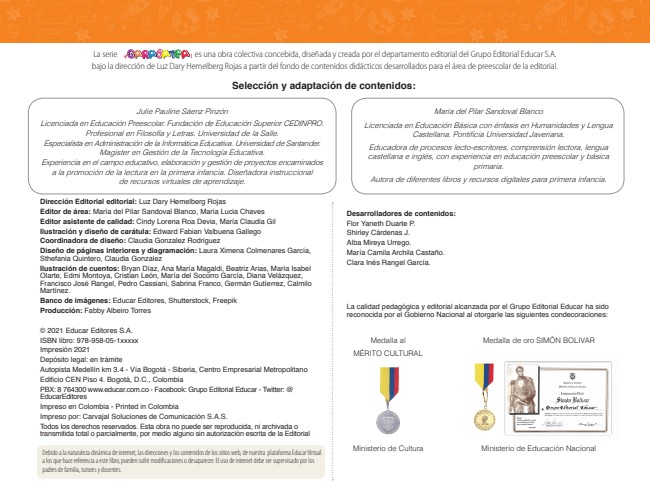 La serie es una obra colectiva concebida, diseñada y creada por el departamento editorial del Grupo Editorial Educar S.A.
bajo la dirección de Luz Dary Hemelberg Rojas a partir del fondo de contenidos didácticos desarrollados para el área de preescolar de la editorial.
Selección y adaptación de contenidos:
Julie Pauline Sáenz Pinzón
Licenciada en Educación Preescolar. Fundación de Educación Superior CEDINPRO.
Profesional en Filosofía y Letras. Universidad de la Salle.
Especialista en Administración de la Informática Educativa. Universidad de Santander.
Magister en Gestión de la Tecnología Educativa.
Experiencia en el campo educativo, elaboración y gestión de proyectos encaminados
a la promoción de la lectura en la primera infancia. Diseñadora instruccional
de recursos virtuales de aprendizaje.
María del Pilar Sandoval Blanco
Licenciada en Educación Básica con énfasis en Humanidades y Lengua
Castellana. Pontificia Universidad Javeriana.
Educadora de procesos lecto-escritores, comprensión lectora, lengua
castellana e inglés, con experiencia en educación preescolar y básica
primaria.
Autora de diferentes libros y recursos digitales para primera infancia.
Dirección Editorial editorial: Luz Dary Hemelberg Rojas
Editor de área: María del Pilar Sandoval Blanco, María Lucia Chaves
Editor asistente de calidad: Cindy Lorena Roa Devia, María Claudia Gil
Ilustración y diseño de carátula: Edward Fabian Valbuena Gallego
Coordinadora de diseño: Claudia Gonzalez Rodriguez
Diseño de páginas interiores y diagramación: Laura Ximena Colmenares García,
Sthefania Quintero, Claudia Gonzalez
Ilustración de cuentos: Bryan Díaz, Ana María Magaldi, Beatriz Arias, María Isabel
Olarte, Edmi Montoya, Cristian León, María del Socorro García, Diana Velázquez,
Francisco José Rangel, Pedro Cassiani, Sabrina Franco, Germán Gutierrez, Calmilo
Martínez.
Banco de imágenes: Educar Editores, Shutterstock, Freepik
Producción: Fabby Albeiro Torres
© 2021 Educar Editores S.A.
ISBN libro: 978-958-05-1xxxxx
Impresión 2021
Depósito legal: en trámite
Autopista Medellín km 3.4 - Vía Bogotá - Siberia, Centro Empresarial Metropolitano
Edificio CEN Piso 4. Bogotá, D.C., Colombia
PBX: 8 764300 www.educar.com.co - Facebook: Grupo Editorial Educar - Twitter: @
EducarEditores
Impreso en Colombia - Printed in Colombia
Impreso por: Carvajal Soluciones de Comunicación S.A.S.
Todos los derechos reservados. Esta obra no puede ser reproducida, ni archivada o
transmitida total o parcialmente, por medio alguno sin autorización escrita de la Editorial
Debido a la naturaleza dinámica de internet, las direcciones y los contenidos de los sitios web, de nuestra plataforma Educar Virtual
a los que hace referencia a este libro, pueden sufrir modificaciones o desaparecer. El uso de internet debe ser supervisado por los
padres de familia, tutores y docentes.
Desarrolladores de contenidos:
Flor Yaneth Duarte P.
Shirley Cárdenas J.
Alba Mireya Urrego.
María Camila Archila Castaño.
Clara Inés Rangel García.
La calidad pedagógica y editorial alcanzada por el Grupo Editorial Educar ha sido
reconocida por el Gobierno Nacional al otorgarle las siguientes condecoraciones:
Medalla al
MÉRITO CULTURAL
Ministerio de Cultura
Medalla de oro SIMÓN BOLIVAR
Simón Bolívar
Grupo Editorial Educar
Ministerio de Educación Nacional